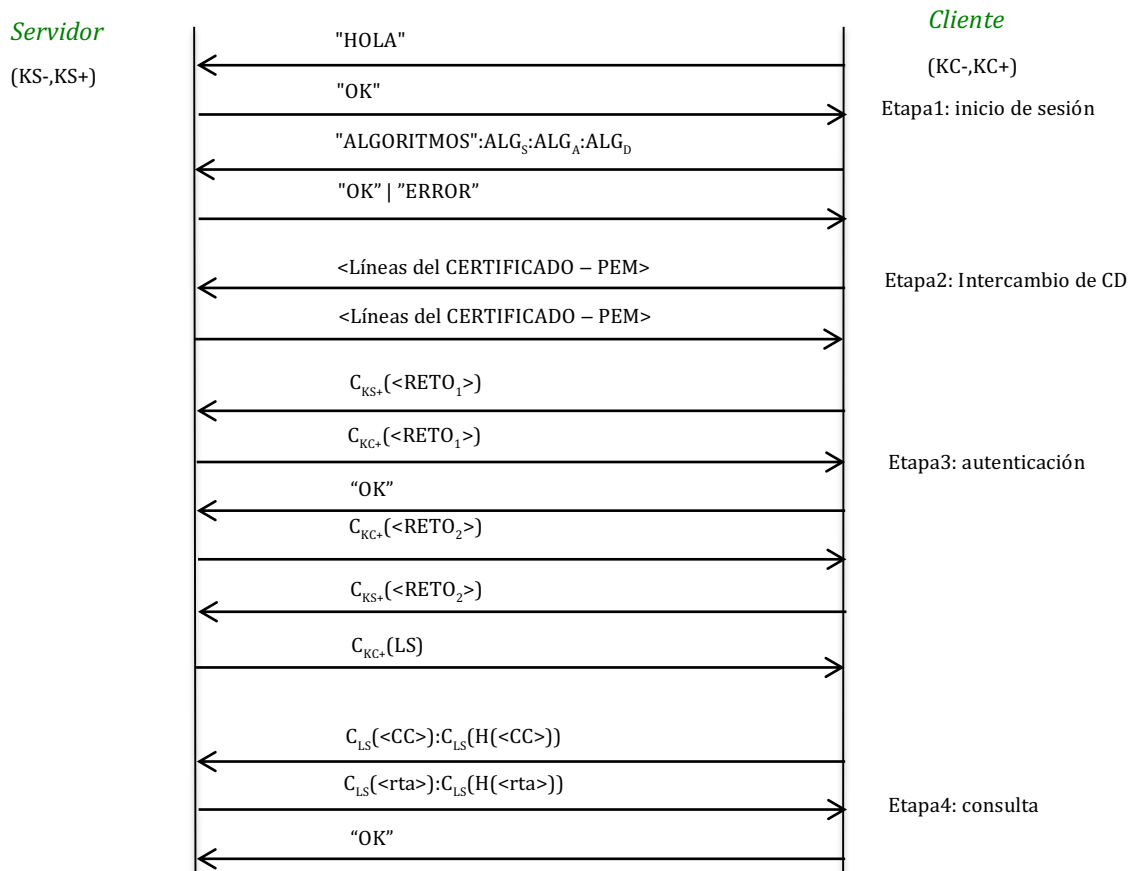 Servidor
Cliente
(KS-,KS+)
(KC-,KC+)
"HOLA"
"OK"
Etapa1: inicio de sesión
"ALGORITMOS":ALGS:ALGA:ALGD
"OK” | ”ERROR”
<Líneas del CERTIFICADO – PEM>
Etapa2: Intercambio de CD
<Líneas del CERTIFICADO – PEM>
CKS+(<RETO1>)
CKC+(<RETO1>)
Etapa3: autenticación
“OK”
CKC+(<RETO2>)
CKS+(<RETO2>)
CKC+(LS)
CLS(<CC>):CLS(H(<CC>))
CLS(<rta>):CLS(H(<rta>))
Etapa4: consulta
“OK”